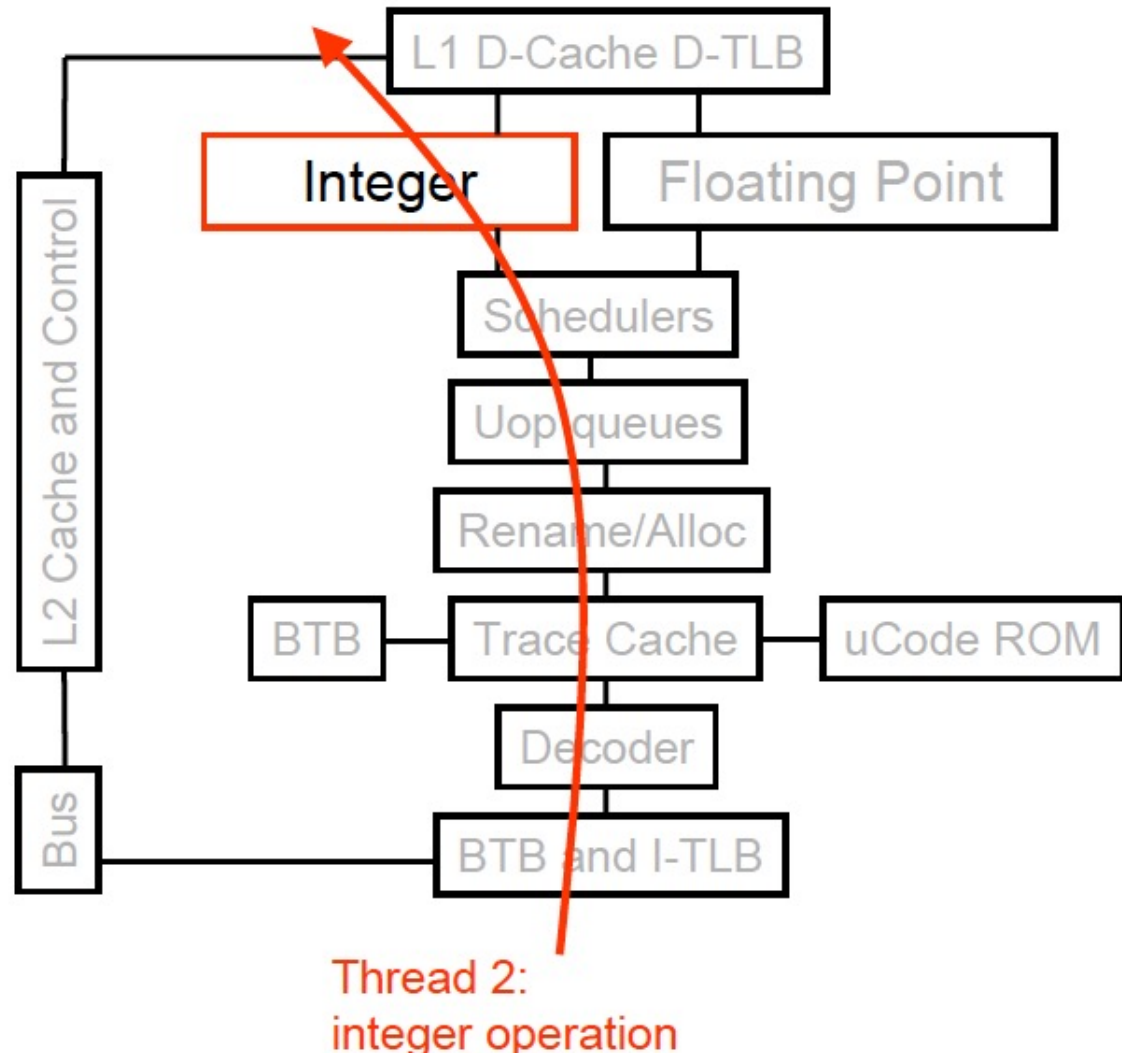 L1 D-Cache D-TLB
Integer
Floating Point
L2 Cache and Control
Schedulers
Uop queues
Rename/Alloc
BTB
Trace Cache
uCode ROM
Decoder
Bus
BTB and I-TLB
Thread 2:
integer operation